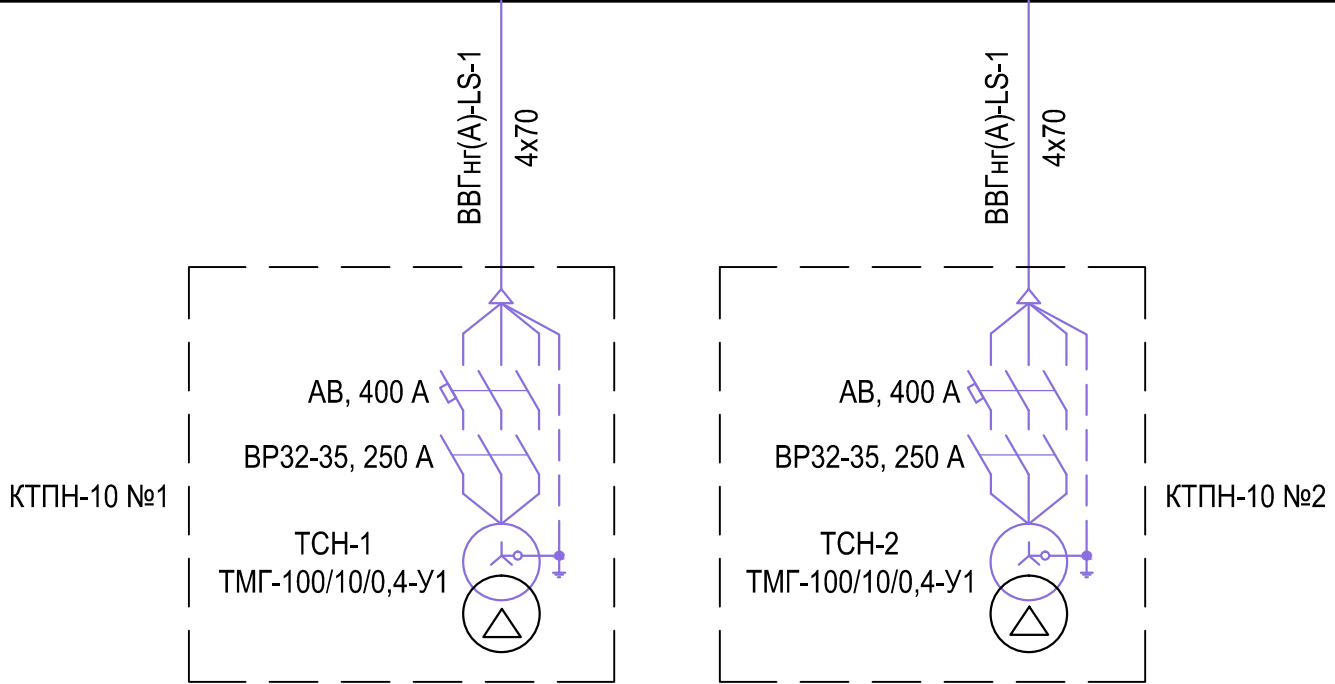 ВВГнг(А)-LS-1
4х70
ВВГнг(А)-LS-1
4х70
АВ, 400 А
ВР32-35, 250 А
КТПН-10 №1
ТСН-1
ТМГ-100/10/0,4-У1
АВ, 400 А
ВР32-35, 250 А
КТПН-10 №2
ТСН-2
ТМГ-100/10/0,4-У1